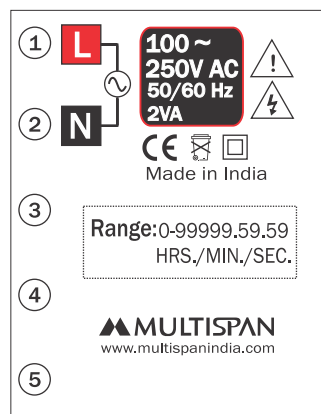 1 L
100 ~
250V AC
50/60 Hz
2VA
2 N
CE
Made in India
3
Range:0-99999.59.59
HRS./MIN./SEC.
4
MULTISPAN
www.multispanindia.com
5